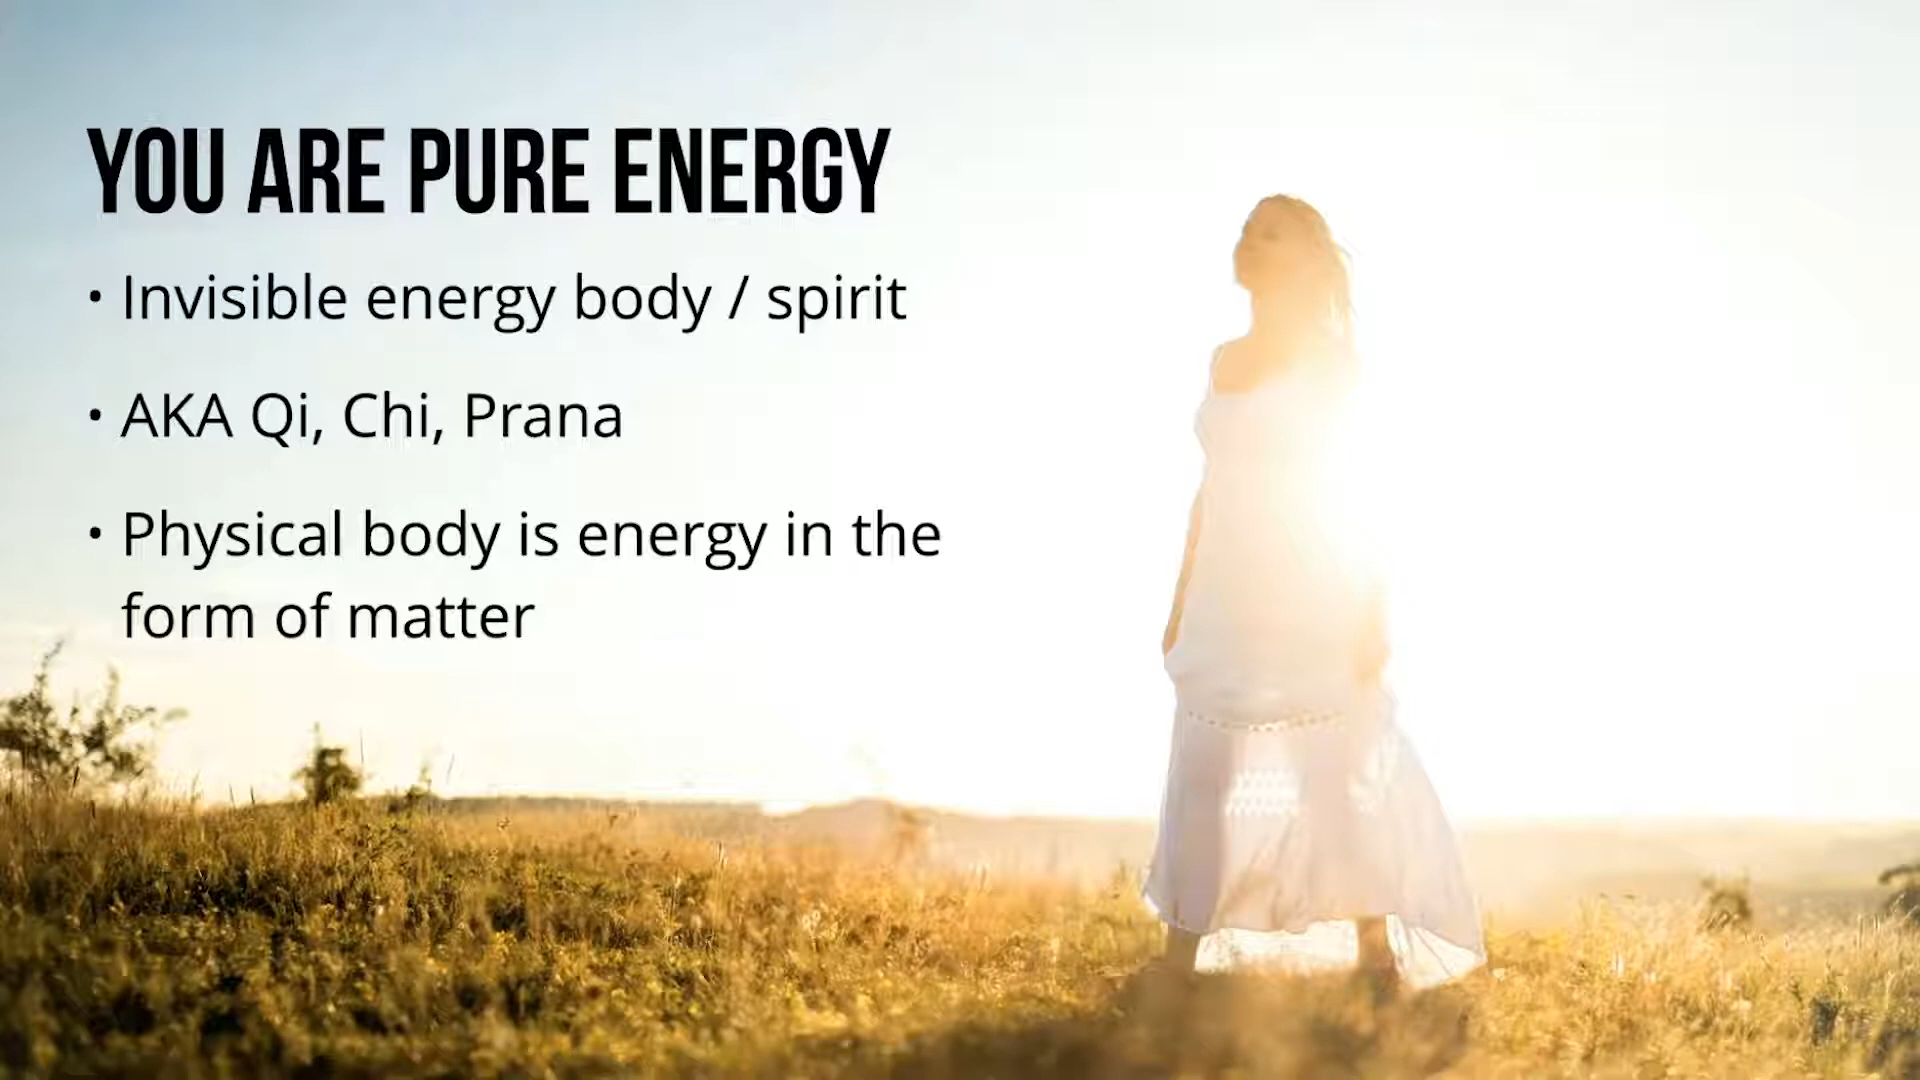 YOU ARE PURE ENERGY
• Invisible energy body / spirit
• AKA Qi, Chi, Prana
• Physical body is energy in the
form of matter